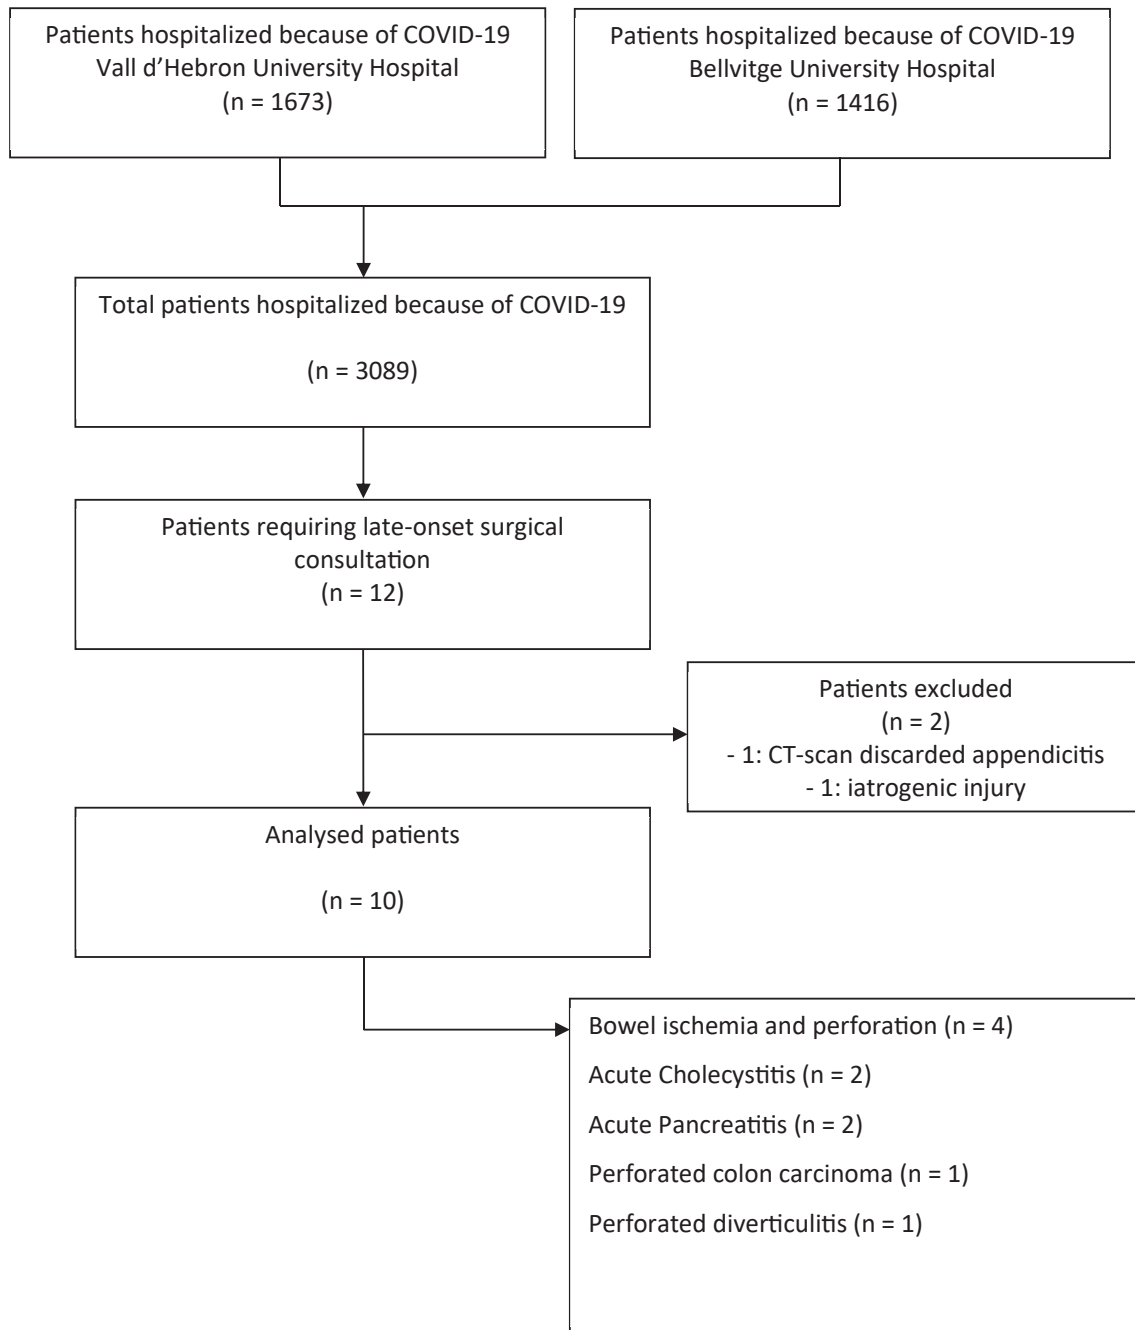 Patients hospitalized because of COVID-19
Vall d’Hebron University Hospital
(n = 1673)
Patients hospitalized because of COVID-19
Bellvitge University Hospital
(n = 1416)
Total patients hospitalized because of COVID-19
(n = 3089)
Patients requiring late-onset surgical
consultation
(n = 12)
Patients excluded
(n = 2)
- 1: CT-scan discarded appendicitis
- 1: iatrogenic injury
Analysed patients
(n = 10)
Bowel ischemia and perforation (n = 4)
Acute Cholecystitis (n = 2)
Acute Pancreatitis (n = 2)
Perforated colon carcinoma (n = 1)
Perforated diverticulitis (n = 1)